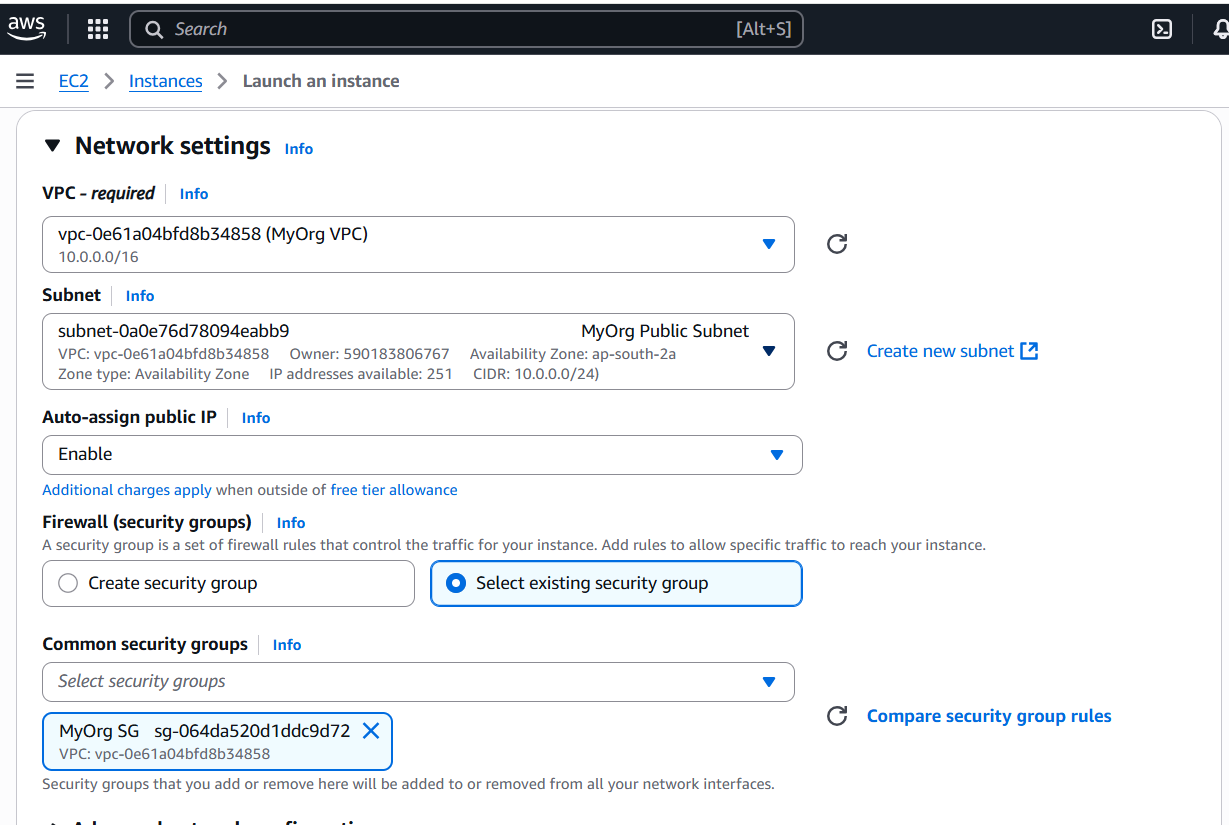 aws
Search [Alt+S]
EC2 Instances Launch an instance
Network settings Info
VPC - required Info
vpc-0e61a04bfd8b34858 (MyOrg VPC)
10.0.0.0/16
Subnet Info
subnet-0a0e76d78094eabb9 MyOrg Public Subnet
VPC: vpc-0e61a04bfd8b34858 Owner: 590183806767 Availability Zone: ap-south-2a
Zone type: Availability Zone IP addresses available: 251 CIDR: 10.0.0.0/24)
Create new subnet
Auto-assign public IP Info
Enable
Additional charges apply when outside of free tier allowance
Firewall (security groups) Info
A security group is a set of firewall rules that control the traffic for your instance. Add rules to allow specific traffic to reach your instance.
Create security group Select existing security group
Common security groups Info
Select security groups
MyOrg SG sg-064da520d1ddc9d72
VPC: vpc-0e61a04bfd8b34858
Compare security group rules
Security groups that you add or remove here will be added to or removed from all your network interfaces.